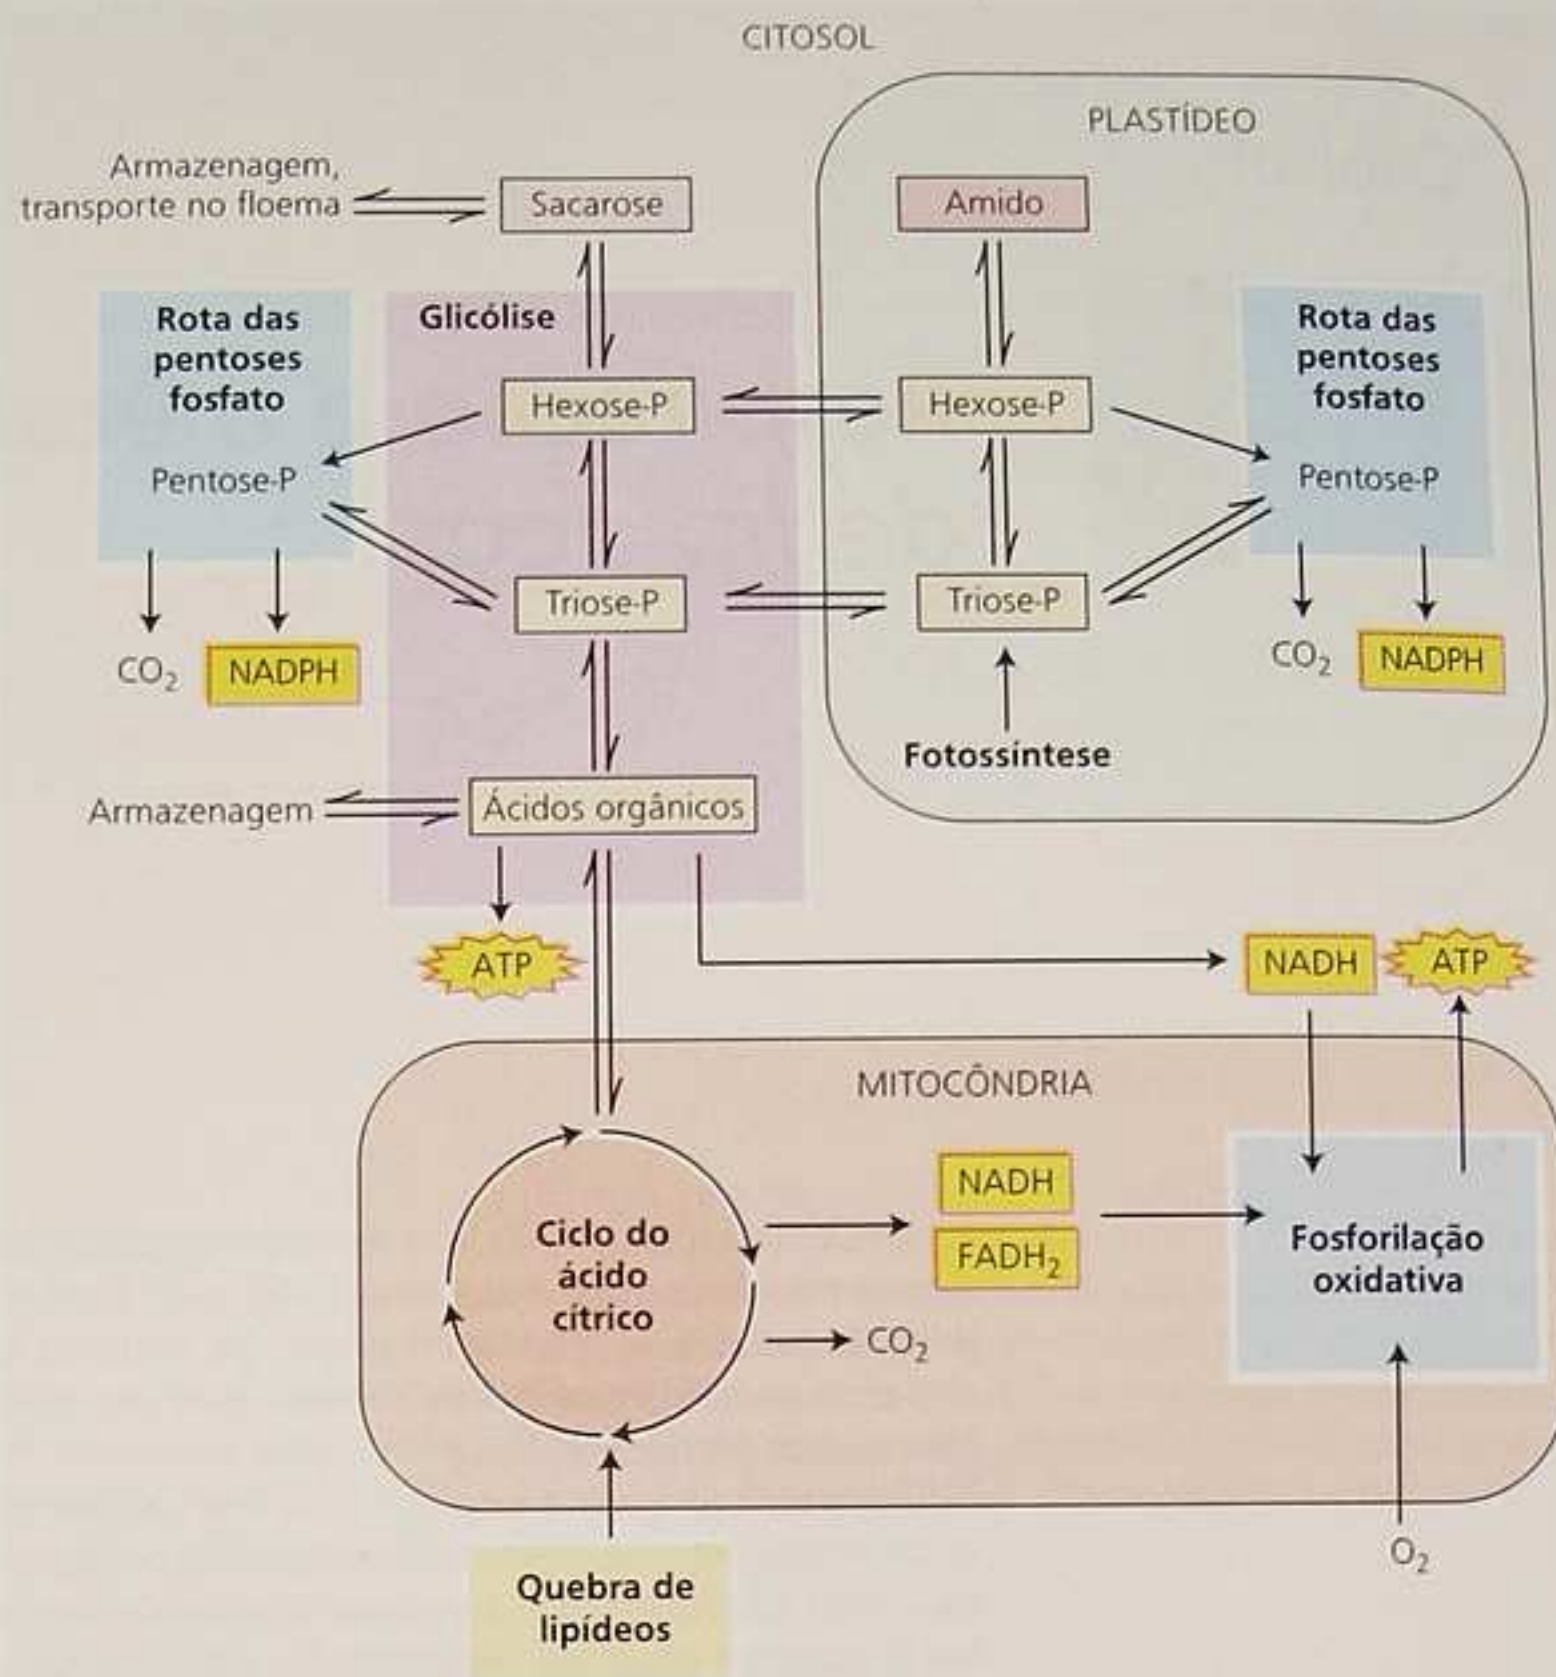 CITOSOL
PLASTÍDEO
Armazenagem,
transporte no floema
Sacarose
Amido
Rota das
pentoses
fosfato
Glicólise
Rota das
pentoses
fosfato
Hexose-P
Hexose-P
Pentose-P
Pentose-P
Triose-P
Triose-P
CO₂
NADPH
CO₂
NADPH
Fotossíntese
Armazenagem
Ácidos orgânicos
ATP
NADH
ATP
MITOCÔNDRIA
NADH
FADH₂
Ciclo do
ácido
cítrico
Fosforilação
oxidativa
CO₂
O₂
Quebra de
lipídeos